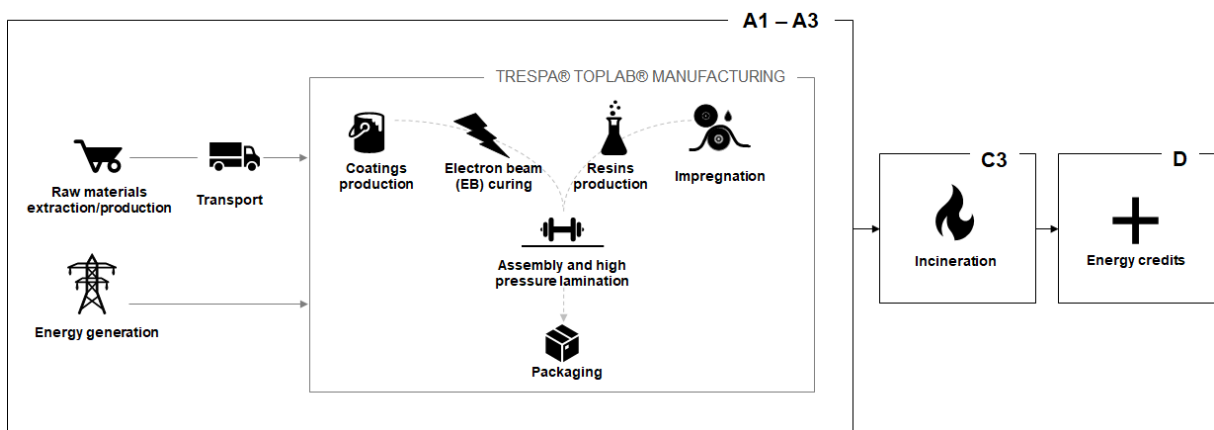 A1 – A3
TRESPA® TOPLAB® MANUFACTURING
Coatings
production
Electron beam
(EB) curing
Resins
production
Impregnation
Raw materials
extraction/production
Transport
Assembly and high
pressure lamination
Energy generation
Packaging
C3
Incineration
D
Energy credits